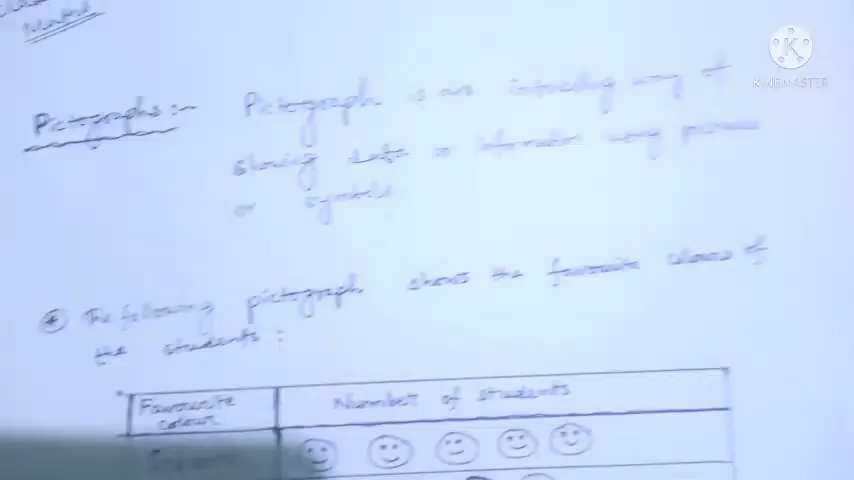 Maths
KINEMASTER
Pictographs :- Pictograph is an interesting way of
showing data or information using pictures
or symbols
* The following pictograph shows the favourite colours of
the students :
Favourite
colour
Number of students